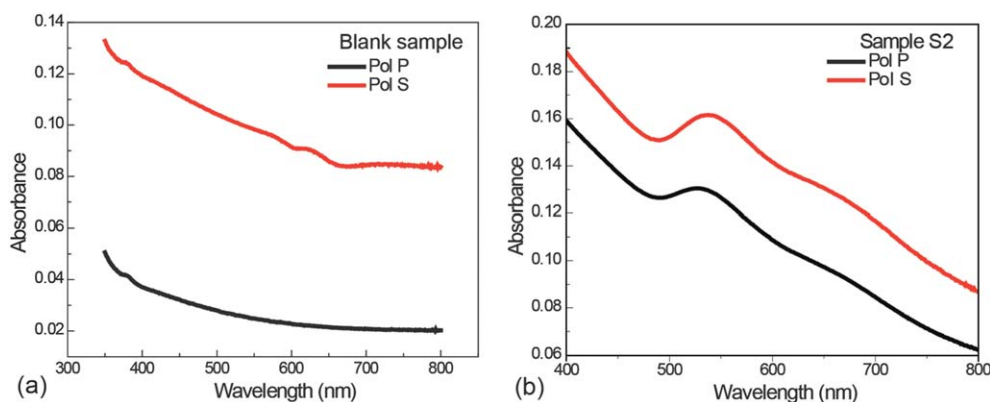 Blank sample
Pol P
Pol S
0.14
0.12
0.10
0.08
0.06
0.04
0.02
Absorbance
300
400
500
600
700
800
Wavelength (nm)
(a)
Sample S2
Pol P
Pol S
0.20
0.18
0.16
0.14
0.12
0.10
0.08
0.06
Absorbance
400
500
600
700
800
Wavelength (nm)
(b)